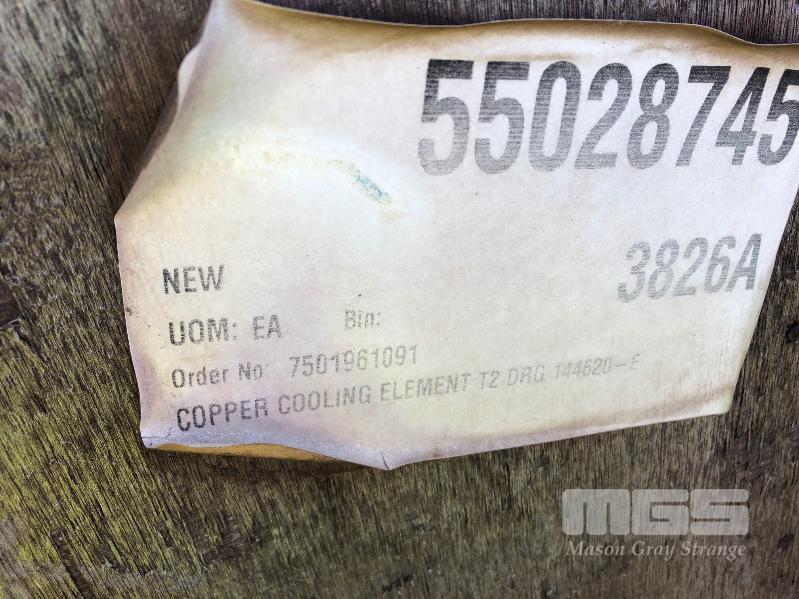 55028745
3826A
NEW
UOM: EA Bin:
Order No: 7501961091
COPPER COOLING ELEMENT T2 DRG 144620-E
MGS
Mason Gray Strange